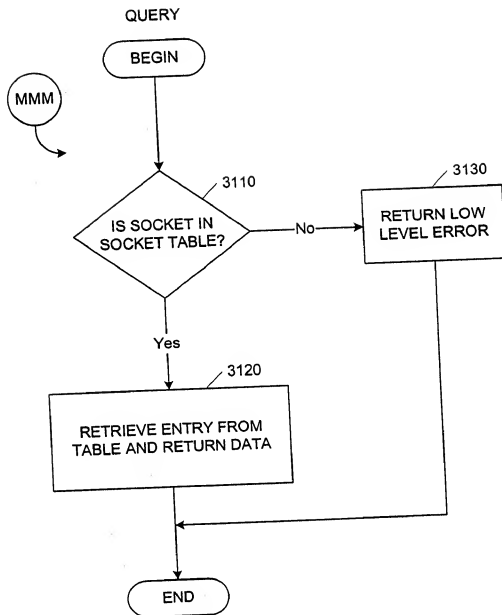 QUERY
BEGIN
MMM
3110
IS SOCKET IN
SOCKET TABLE?
No
3130
RETURN LOW
LEVEL ERROR
Yes
3120
RETRIEVE ENTRY FROM
TABLE AND RETURN DATA
END